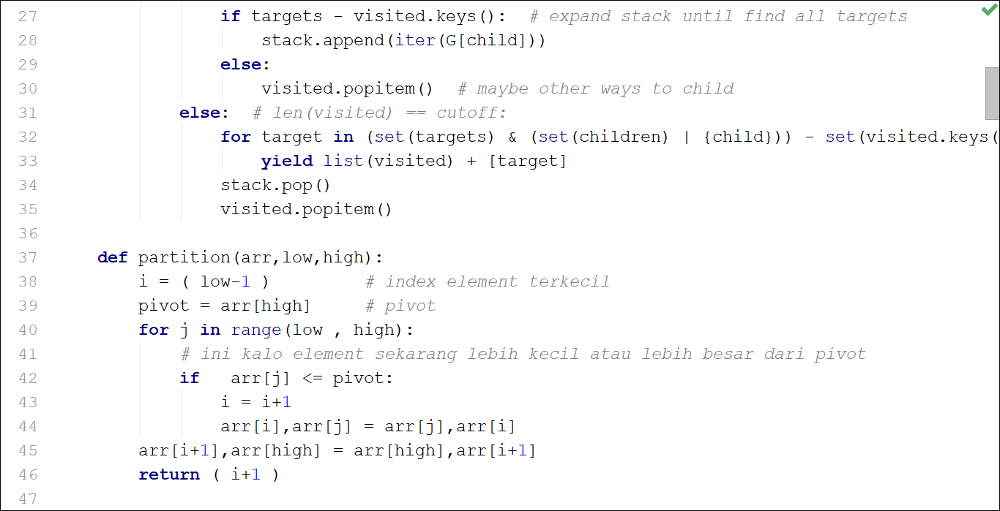 27 if targets - visited.keys():  # expand stack until find all targets
28 stack.append(iter(G[child]))
29 else:
30 visited.popitem()  # maybe other ways to child
31 else:  # len(visited) == cutoff:
32 for target in (set(targets) & (set(children) | {child})) - set(visited.keys(
33 yield list(visited) + [target]
34 stack.pop()
35 visited.popitem()
36
37 def partition(arr,low,high):
38 i = ( low-1 )         # index element terkecil
39 pivot = arr[high]     # pivot
40 for j in range(low , high):
41 # ini kalo element sekarang lebih kecil atau lebih besar dari pivot
42 if   arr[j] <= pivot:
43 i = i+1
44 arr[i],arr[j] = arr[j],arr[i]
45 arr[i+1],arr[high] = arr[high],arr[i+1]
46 return ( i+1 )
47